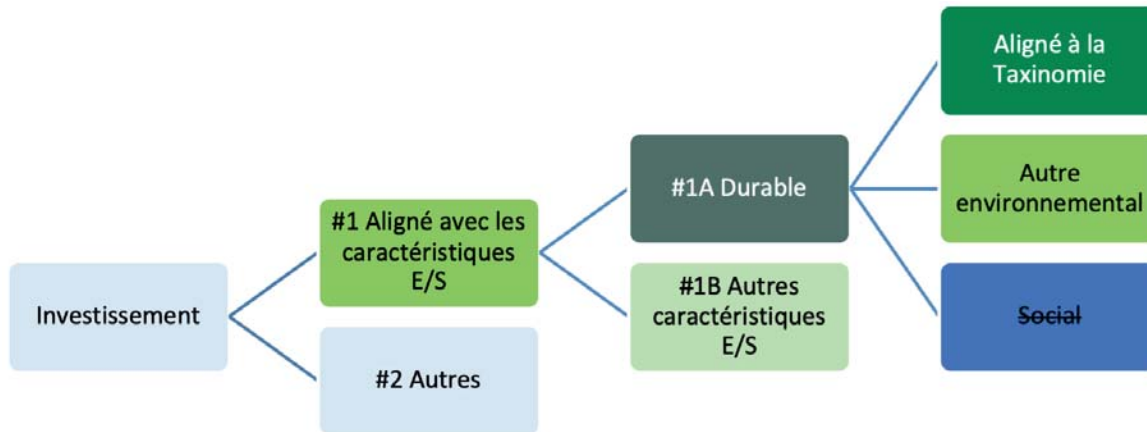 Investissement
#1 Aligné avec les
caractéristiques
E/S
#2 Autres
#1A Durable
#1B Autres
caractéristiques
E/S
Aligné à la
Taxinomie
Autre
environnemental
Social